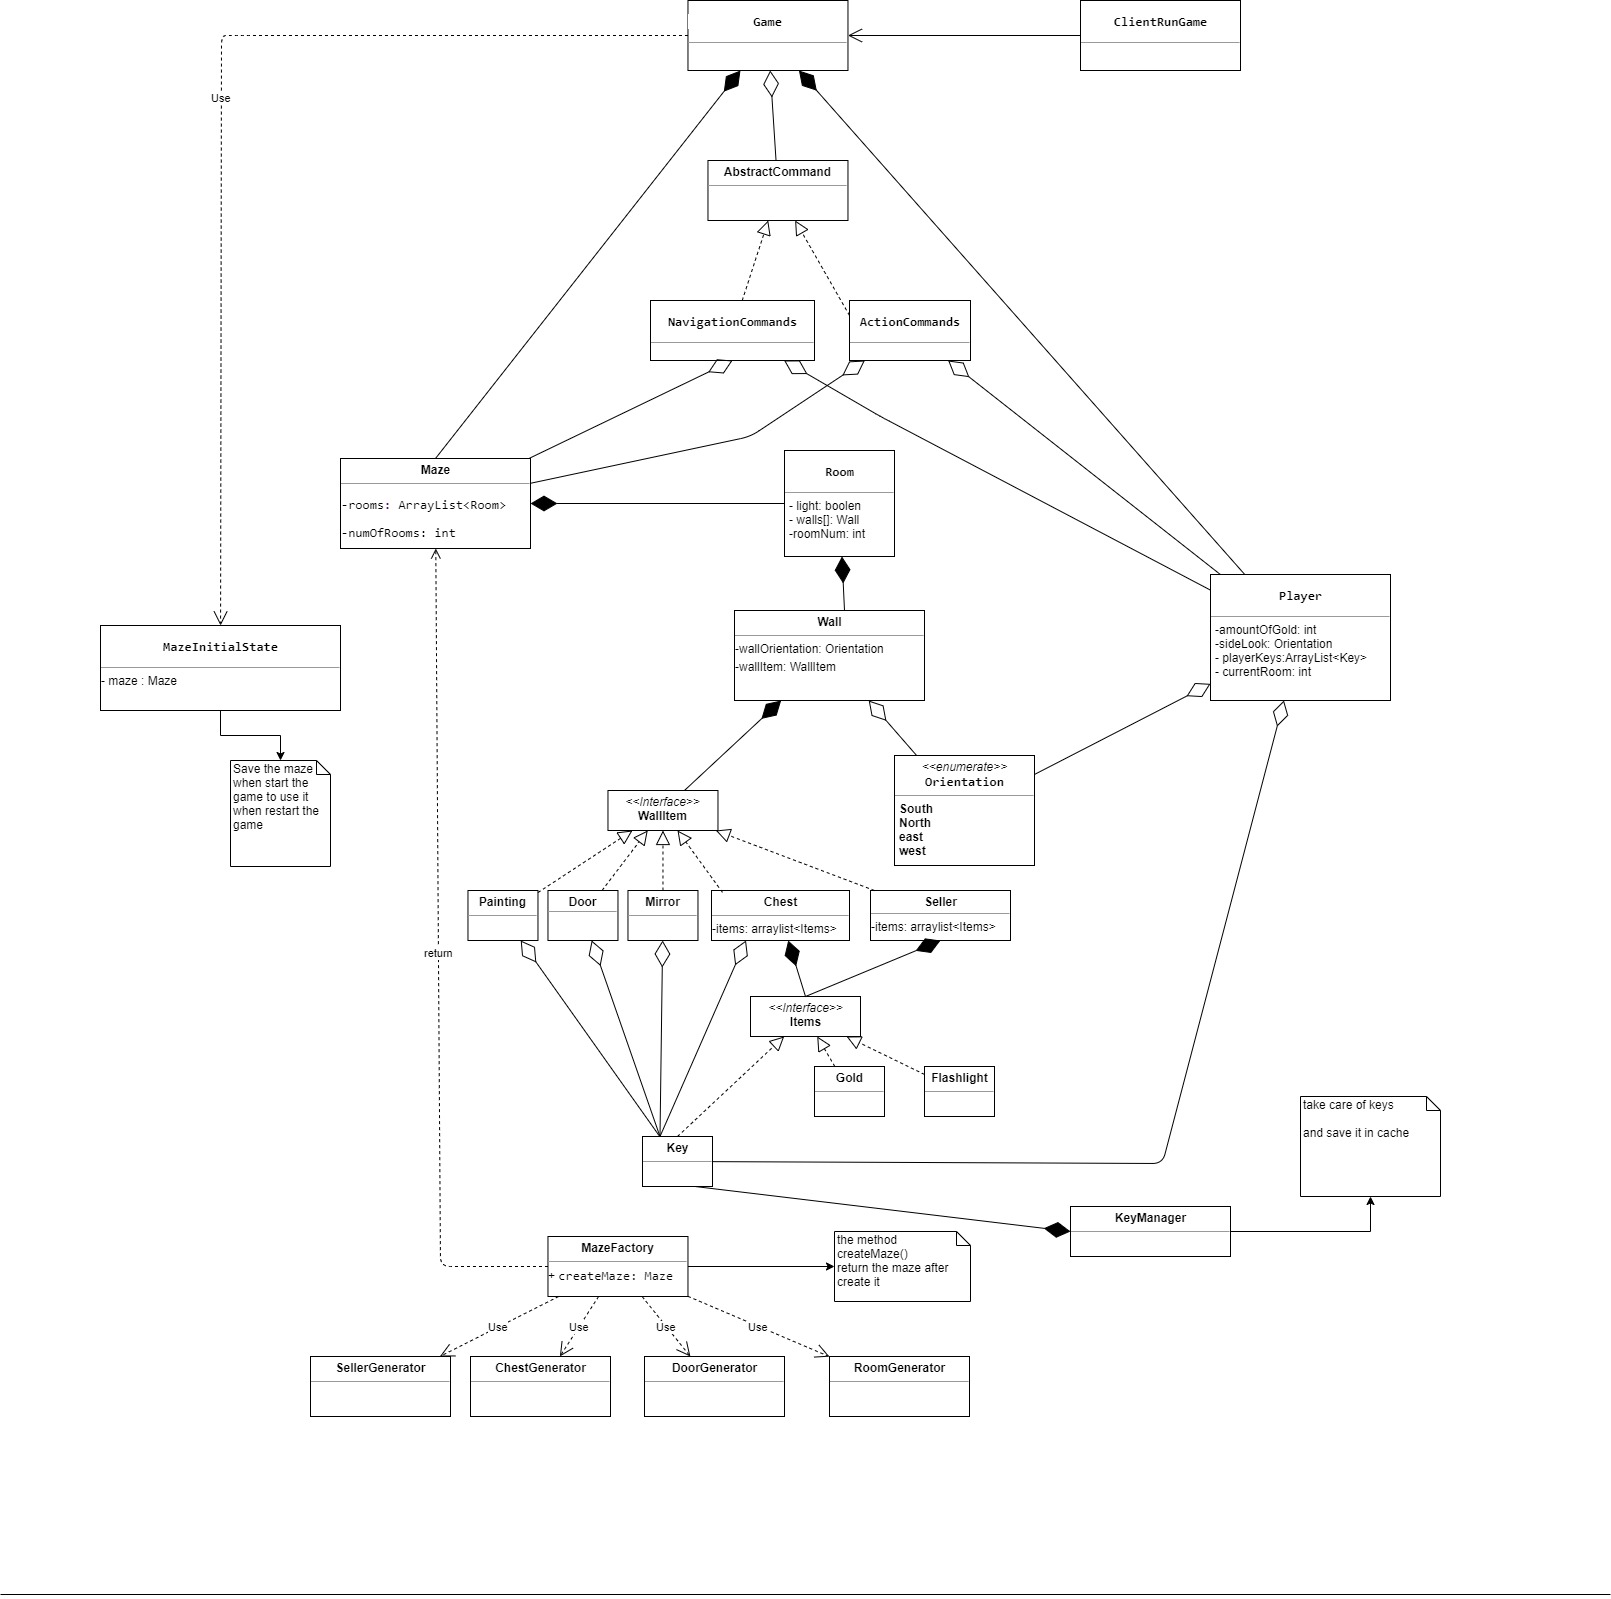 Game
ClientRunGame
Use
AbstractCommand
NavigationCommands
ActionCommands
Maze
-rooms: ArrayList<Room>
-numOfRooms: int
Room
- light: boolen
- walls[]: Wall
-roomNum: int
Player
-amountOfGold: int
-sideLook: Orientation
- playerKeys:ArrayList<Key>
- currentRoom: int
Wall
-wallOrientation: Orientation
-wallItem: WallItem
MazeInitialState
- maze : Maze
Save the maze
when start the
game to use it
when restart the
game
<<enumerate>>
Orientation
South
North
east
west
<<Interface>>
WallItem
Painting
Door
Mirror
Chest
-items: arraylist<Items>
Seller
-items: arraylist<Items>
return
<<Interface>>
Items
Gold
Flashlight
Key
take care of keys
and save it in cache
KeyManager
MazeFactory
+ createMaze: Maze
the method
createMaze()
return the maze after
create it
Use
Use
Use
Use
SellerGenerator
ChestGenerator
DoorGenerator
RoomGenerator